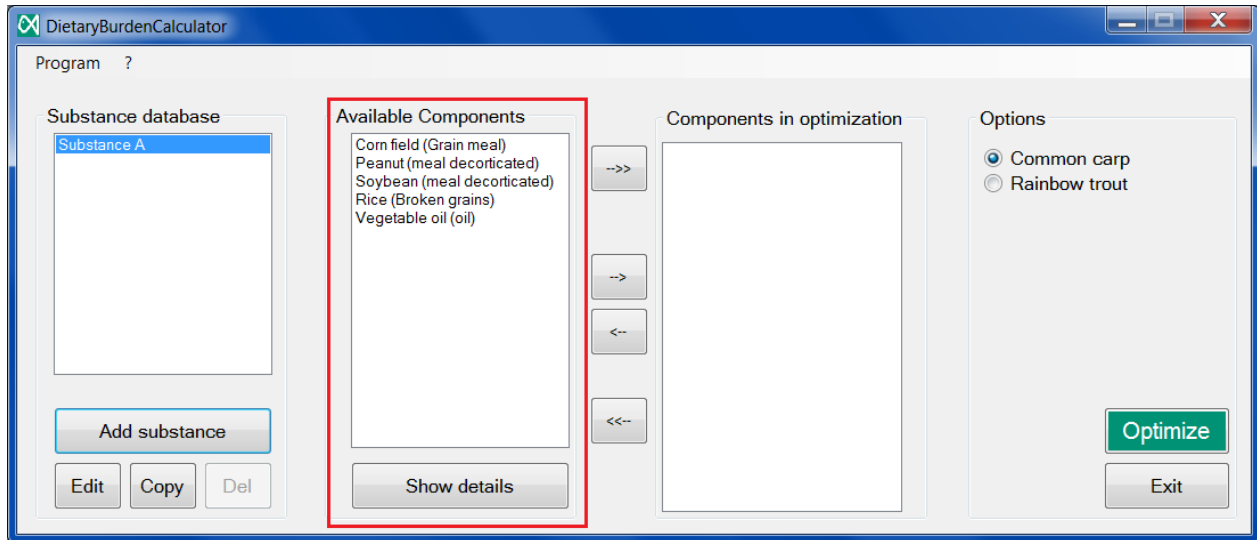 DietaryBurdenCalculator
Program ?
Substance database
Substance A
Add substance
Edit Copy Del
Available Components
Corn field (Grain meal)
Peanut (meal decorticated)
Soybean (meal decorticated)
Rice (Broken grains)
Vegetable oil (oil)
Show details
-->>
-->
<--
<<--
Components in optimization
Options
Common carp
Rainbow trout
Optimize
Exit